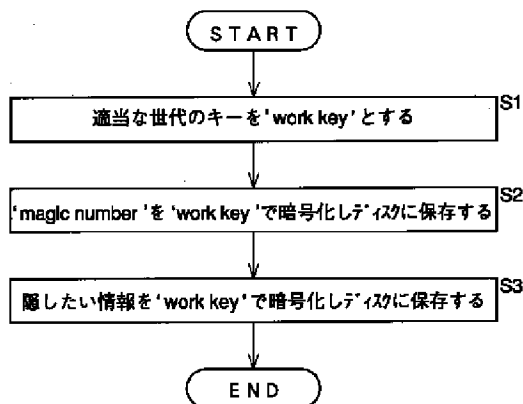 START
S1
適当な世代のキーを'work key'とする
S2
'magic number'を'work key'で暗号化しディスクに保存する
S3
隠したい情報を'work key'で暗号化しディスクに保存する
END